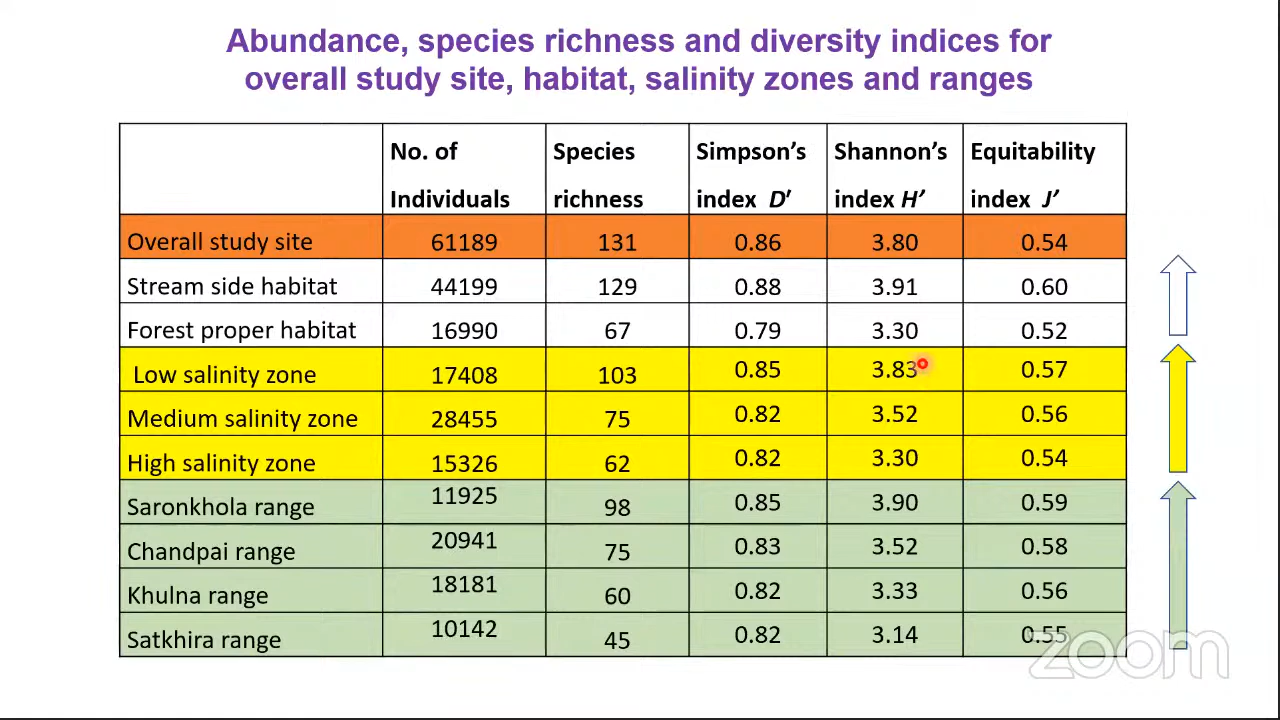 Abundance, species richness and diversity indices for
overall study site, habitat, salinity zones and ranges
No. of Individuals Species richness Simpson's index D' Shannon's index H' Equitability index J'
Overall study site 61189 131 0.86 3.80 0.54
Stream side habitat 44199 129 0.88 3.91 0.60
Forest proper habitat 16990 67 0.79 3.30 0.52
Low salinity zone 17408 103 0.85 3.83 0.57
Medium salinity zone 28455 75 0.82 3.52 0.56
High salinity zone 15326 62 0.82 3.30 0.54
Saronkhola range 11925 98 0.85 3.90 0.59
Chandpai range 20941 75 0.83 3.52 0.58
Khulna range 18181 60 0.82 3.33 0.56
Satkhira range 10142 45 0.82 3.14 0.55
zoom